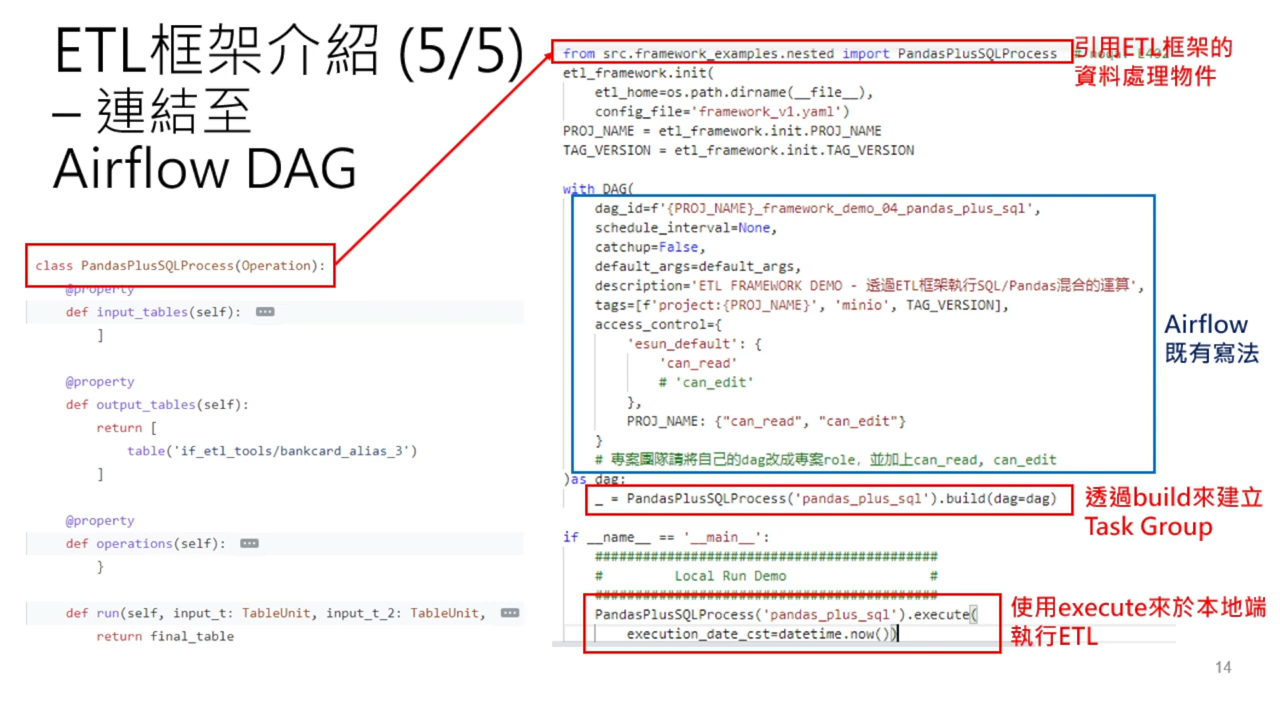 ETL框架介紹 (5/5)
– 連結至
Airflow DAG
class PandasPlusSQLProcess(Operation):
@property
def input_tables(self):
]
@property
def output_tables(self):
return [
table('if_etl_tools/bankcard_alias_3')
]
@property
def operations(self):
}
def run(self, input_t: TableUnit, input_t_2: TableUnit,
return final_table
from src.framework_examples.nested import PandasPlusSQLProcess
引用ETL框架的
資料處理物件
etl_framework.init(
etl_home=os.path.dirname(__file__),
config_file='framework_v1.yaml')
PROJ_NAME = etl_framework.init.PROJ_NAME
TAG_VERSION = etl_framework.init.TAG_VERSION
with DAG(
dag_id=f'{PROJ_NAME}_framework_demo_04_pandas_plus_sql',
schedule_interval=None,
catchup=False,
default_args=default_args,
description='ETL FRAMEWORK DEMO - 透過ETL框架執行SQL/Pandas混合的運算',
tags=[f'project:{PROJ_NAME}', 'minio', TAG_VERSION],
access_control={
'esun_default': {
'can_read'
# 'can_edit'
},
PROJ_NAME: {"can_read", "can_edit"}
}
# 專案團隊請將自己的dag改成專案role, 並加上can_read, can_edit
)as dag:
_ = PandasPlusSQLProcess('pandas_plus_sql').build(dag=dag)
Airflow
既有寫法
透過build來建立
Task Group
if __name__ == '__main__':
###########################################
# Local Run Demo #
###########################################
PandasPlusSQLProcess('pandas_plus_sql').execute(
execution_date_cst=datetime.now())
使用execute來於本地端
執行ETL
14